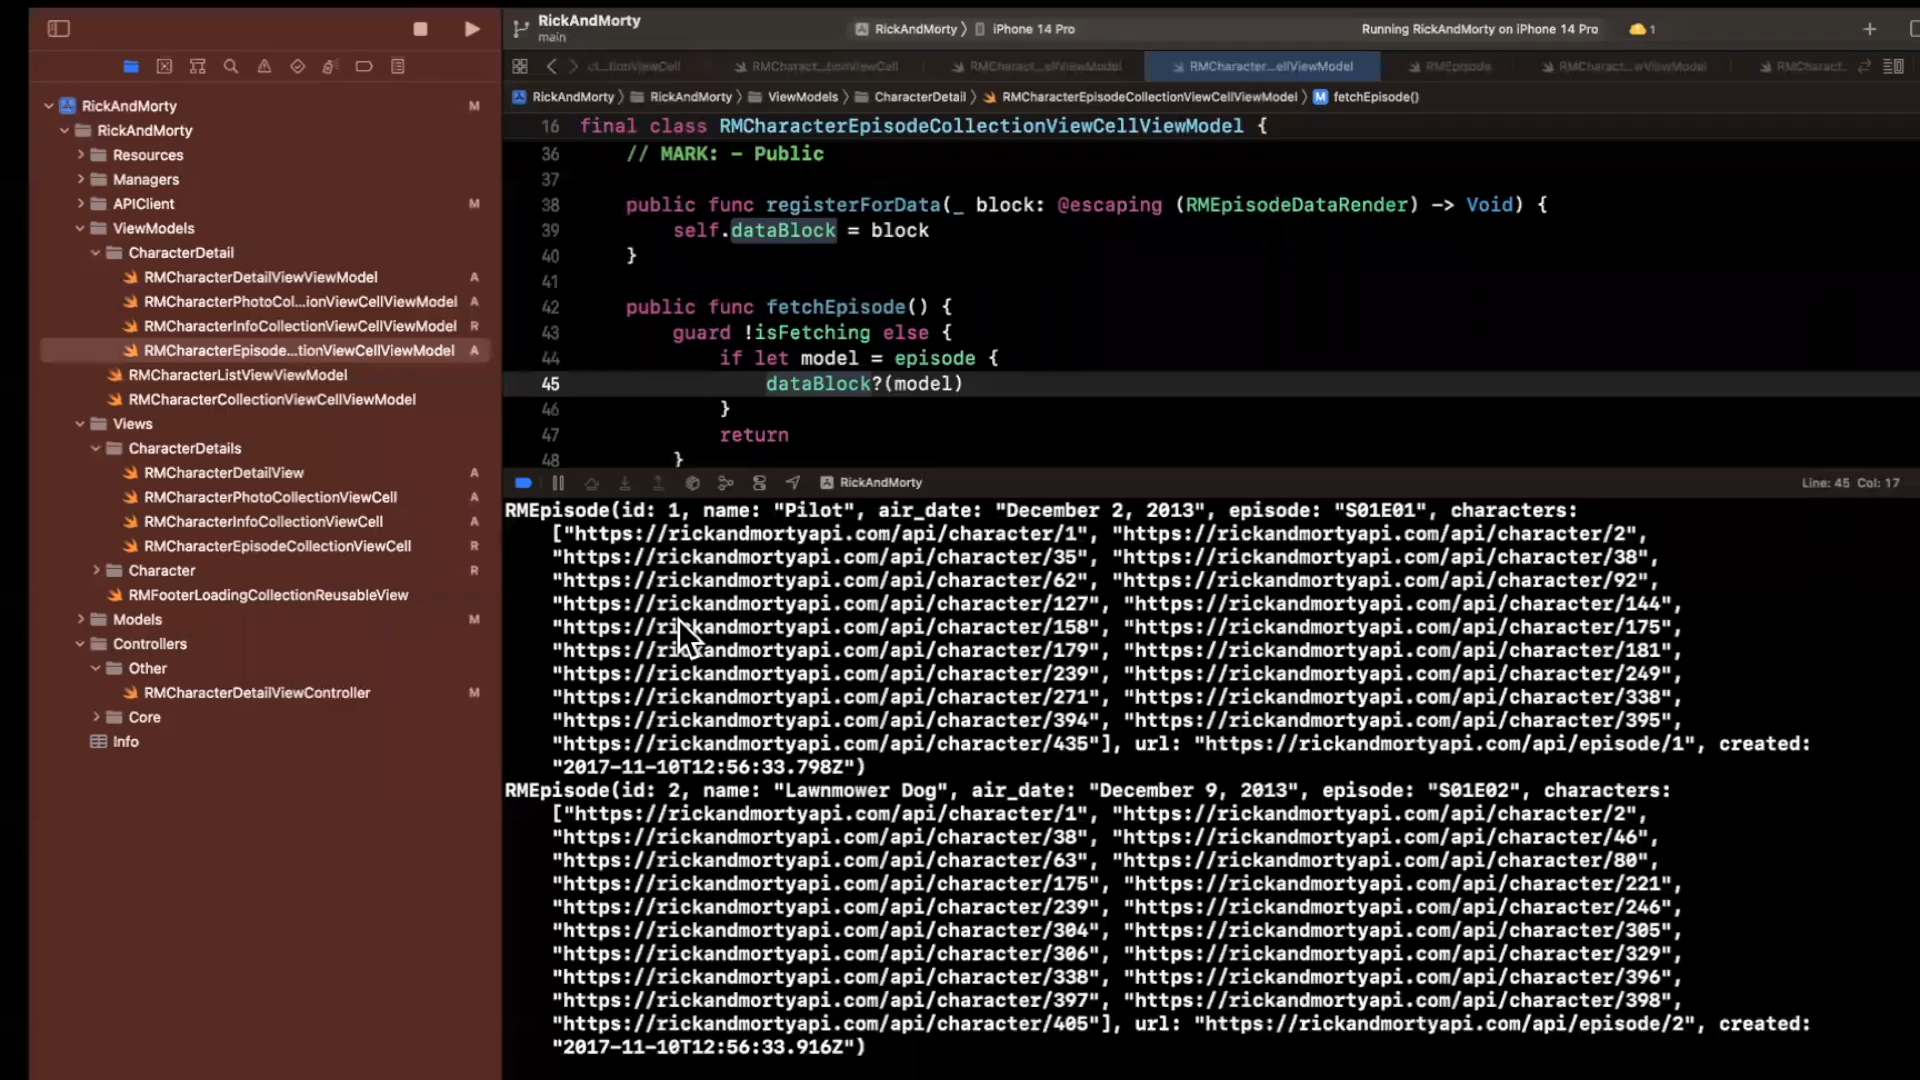 RickAndMorty
main
RickAndMorty
iPhone 14 Pro
Running RickAndMorty on iPhone 14 Pro
1
ct...tionViewCell
RMCharact...tionViewCell
RMCharact...ellViewModel
RMCharacter...ellViewModel
RMEpisode
RMCharact...wViewModel
RMCharact...
RickAndMorty
RickAndMorty
ViewModels
CharacterDetail
RMCharacterEpisodeCollectionViewCellViewModel
M
fetchEpisode()
RickAndMorty M
RickAndMorty
Resources
Managers
APIClient M
ViewModels
CharacterDetail
RMCharacterDetailViewViewModel A
RMCharacterPhotoCol...ionViewCellViewModel A
RMCharacterInfoCollectionViewCellViewModel R
RMCharacterEpisode...tionViewCellViewModel A
RMCharacterListViewViewModel
RMCharacterCollectionViewCellViewModel
Views
CharacterDetails
RMCharacterDetailView A
RMCharacterPhotoCollectionViewCell A
RMCharacterInfoCollectionViewCell A
RMCharacterEpisodeCollectionViewCell R
Character R
RMFooterLoadingCollectionReusableView
Models M
Controllers
Other
RMCharacterDetailViewController M
Core
Info
16 final class RMCharacterEpisodeCollectionViewCellViewModel {
36 // MARK: - Public
37
38 public func registerForData(_ block: @escaping (RMEpisodeDataRender) -> Void) {
39 self.dataBlock = block
40 }
41
42 public func fetchEpisode() {
43 guard !isFetching else {
44 if let model = episode {
45 dataBlock?(model)
46 }
47 return
48 }
RickAndMorty
Line: 45 Col: 17
RMEpisode(id: 1, name: "Pilot", air_date: "December 2, 2013", episode: "S01E01", characters:
["https://rickandmortyapi.com/api/character/1", "https://rickandmortyapi.com/api/character/2",
"https://rickandmortyapi.com/api/character/35", "https://rickandmortyapi.com/api/character/38",
"https://rickandmortyapi.com/api/character/62", "https://rickandmortyapi.com/api/character/92",
"https://rickandmortyapi.com/api/character/127", "https://rickandmortyapi.com/api/character/144",
"https://rickandmortyapi.com/api/character/158", "https://rickandmortyapi.com/api/character/175",
"https://rickandmortyapi.com/api/character/179", "https://rickandmortyapi.com/api/character/181",
"https://rickandmortyapi.com/api/character/239", "https://rickandmortyapi.com/api/character/249",
"https://rickandmortyapi.com/api/character/271", "https://rickandmortyapi.com/api/character/338",
"https://rickandmortyapi.com/api/character/394", "https://rickandmortyapi.com/api/character/395",
"https://rickandmortyapi.com/api/character/435"], url: "https://rickandmortyapi.com/api/episode/1", created:
"2017-11-10T12:56:33.798Z")
RMEpisode(id: 2, name: "Lawnmower Dog", air_date: "December 9, 2013", episode: "S01E02", characters:
["https://rickandmortyapi.com/api/character/1", "https://rickandmortyapi.com/api/character/2",
"https://rickandmortyapi.com/api/character/38", "https://rickandmortyapi.com/api/character/46",
"https://rickandmortyapi.com/api/character/63", "https://rickandmortyapi.com/api/character/80",
"https://rickandmortyapi.com/api/character/175", "https://rickandmortyapi.com/api/character/221",
"https://rickandmortyapi.com/api/character/239", "https://rickandmortyapi.com/api/character/246",
"https://rickandmortyapi.com/api/character/304", "https://rickandmortyapi.com/api/character/305",
"https://rickandmortyapi.com/api/character/306", "https://rickandmortyapi.com/api/character/329",
"https://rickandmortyapi.com/api/character/338", "https://rickandmortyapi.com/api/character/396",
"https://rickandmortyapi.com/api/character/397", "https://rickandmortyapi.com/api/character/398",
"https://rickandmortyapi.com/api/character/405"], url: "https://rickandmortyapi.com/api/episode/2", created:
"2017-11-10T12:56:33.916Z")